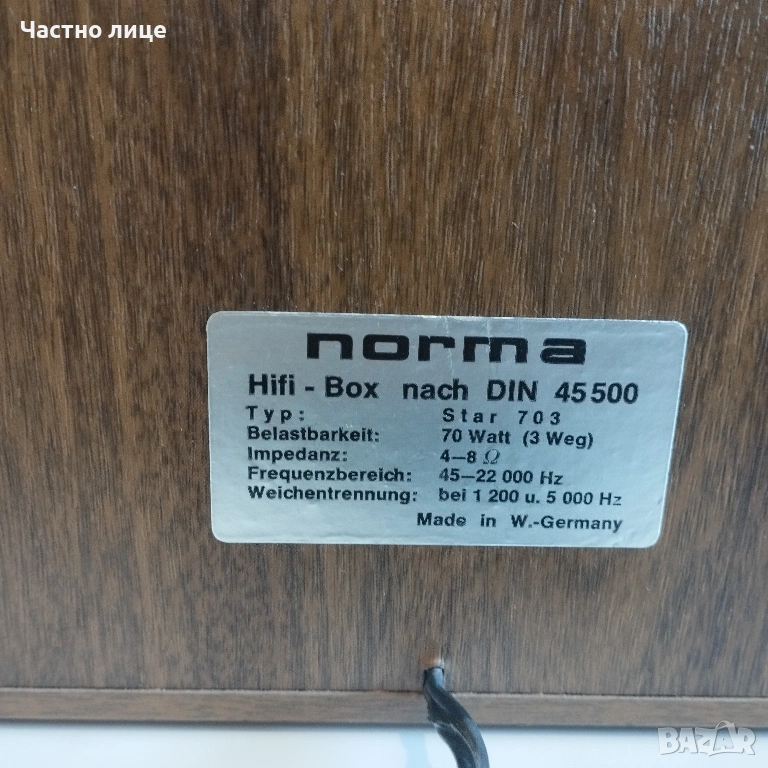 Частно лице
norma
Hifi - Box nach DIN 45500
Typ: Star 703
Belastbarkeit: 70 Watt (3 Weg)
Impedanz: 4–8 Ω
Frequenzbereich: 45–22 000 Hz
Weichentrennung: bei 1 200 u. 5 000 Hz
Made in W.-Germany
BAZAR